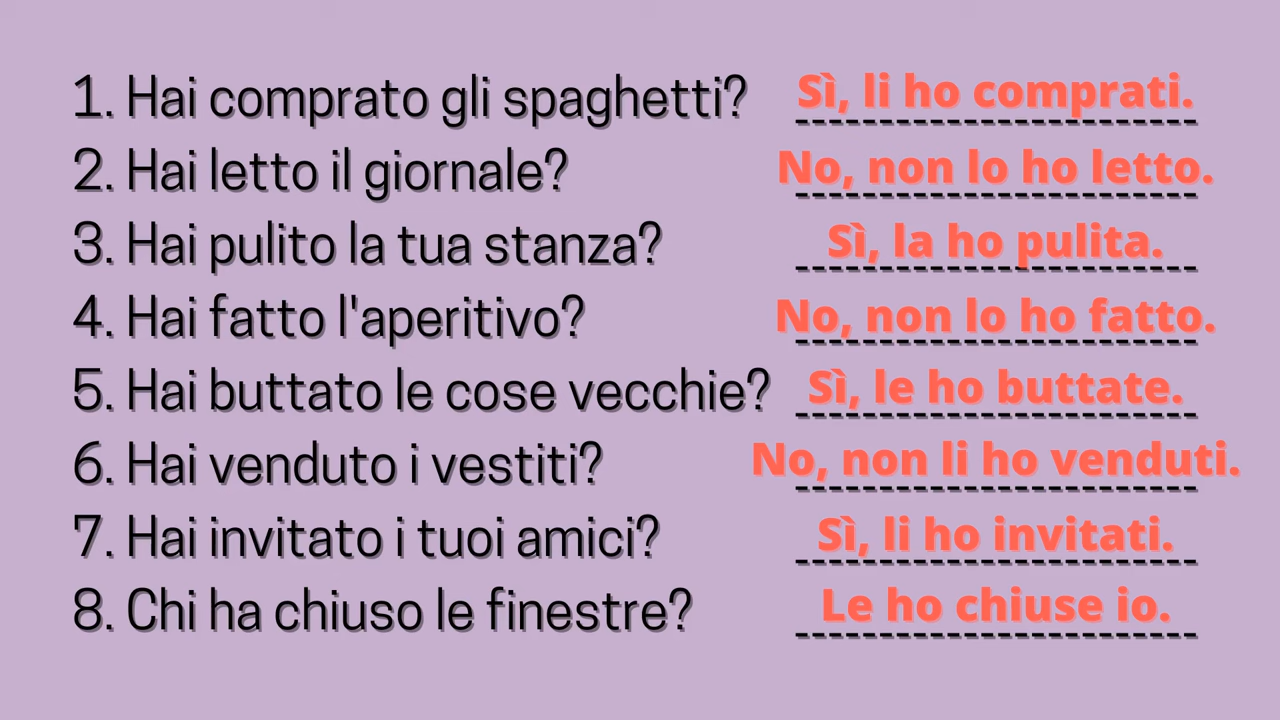 1. Hai comprato gli spaghetti? Sì, li ho comprati.
2. Hai letto il giornale? No, non lo ho letto.
3. Hai pulito la tua stanza? Sì, la ho pulita.
4. Hai fatto l'aperitivo? No, non lo ho fatto.
5. Hai buttato le cose vecchie? Sì, le ho buttate.
6. Hai venduto i vestiti? No, non li ho venduti.
7. Hai invitato i tuoi amici? Sì, li ho invitati.
8. Chi ha chiuso le finestre? Le ho chiuse io.